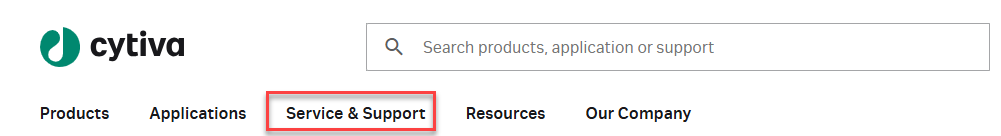 cytiva
Search products, application or support
Products Applications Service & Support Resources Our Company